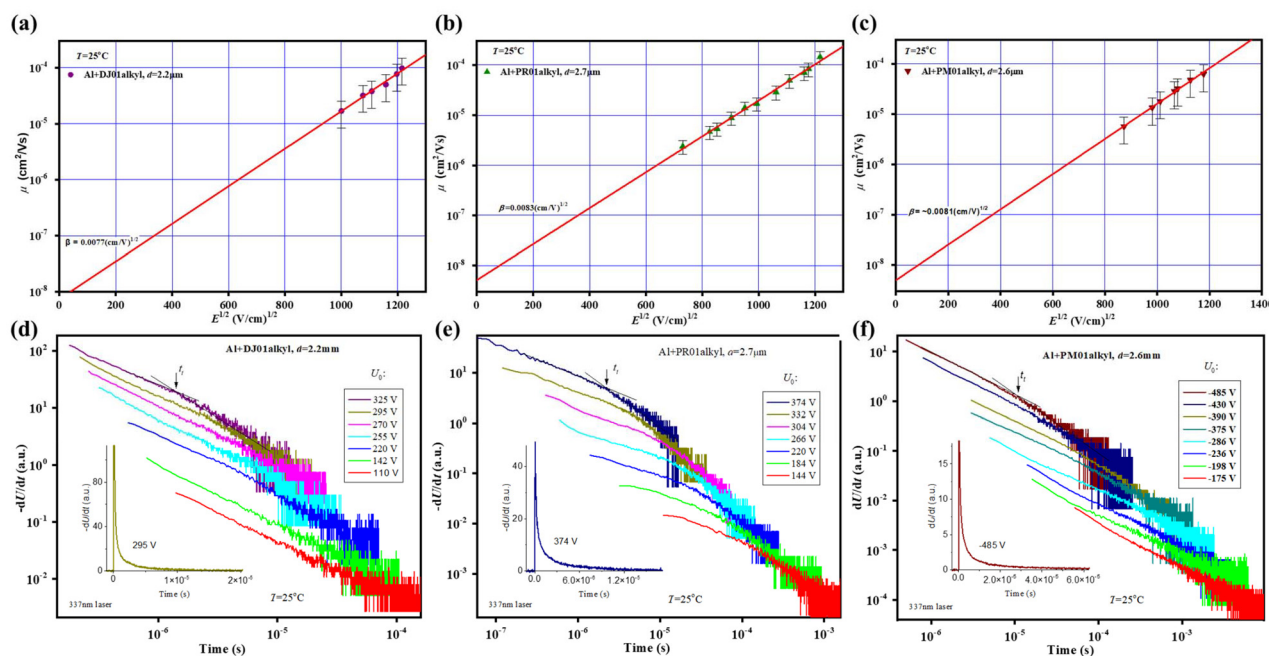 (a)
T=25°C
Al+DJ01alkyl, d=2.2μm
μ (cm²/Vs)
10⁻⁴
10⁻⁵
10⁻⁶
10⁻⁷
10⁻⁸
β = 0.0077(cm/V)¹/²
0 200 400 600 800 1000 1200
E¹/² (V/cm)¹/²
(b)
T=25°C
Al+PR01alkyl, d=2.7μm
μ (cm²/Vs)
10⁻⁴
10⁻⁵
10⁻⁶
10⁻⁷
10⁻⁸
β=0.0083(cm/V)¹/²
0 200 400 600 800 1000 1200
E¹/² (V/cm)¹/²
(c)
T=25°C
Al+PM01alkyl, d=2.6μm
μ (cm²/Vs)
10⁻⁴
10⁻⁵
10⁻⁶
10⁻⁷
10⁻⁸
β = ~0.0081(cm/V)¹/²
0 200 400 600 800 1000 1200 1400
E¹/² (V/cm)¹/²
(d)
Al+DJ01alkyl, d=2.2mm
-dU/dt (a.u.)
10²
10¹
10⁰
10⁻¹
10⁻²
tₜ
U₀:
325 V
295 V
270 V
255 V
220 V
142 V
110 V
-dU/dt (a.u.)
80
40
0
295 V
0 1×10⁻⁵ 2×10⁻⁵
Time (s)
337nm laser
T=25°C
10⁻⁶ 10⁻⁵ 10⁻⁴
Time (s)
(e)
Al+PR01alkyl, d=2.7μm
-dU/dt (a.u.)
10¹
10⁰
10⁻¹
10⁻²
10⁻³
tₜ
U₀:
374 V
332 V
304 V
266 V
220 V
184 V
144 V
-dU/dt (a.u.)
40
20
0
374 V
0.0 6.0×10⁻⁵ 1.2×10⁻⁵
Time (s)
337nm laser
T=25°C
10⁻⁷ 10⁻⁶ 10⁻⁵ 10⁻⁴ 10⁻³
Time (s)
(f)
Al+PM01alkyl, d=2.6mm
dU/dt (a.u.)
10¹
10⁰
10⁻¹
10⁻²
10⁻³
10⁻⁴
tₜ
U₀:
-485 V
-430 V
-390 V
-375 V
-286 V
-236 V
-198 V
-175 V
dU/dt (a.u.)
15
10
5
0
-485 V
0.0 2.0×10⁻⁵ 4.0×10⁻⁵ 6.0×10⁻⁵
Time (s)
337nm laser
T=25°C
10⁻⁶ 10⁻⁵ 10⁻⁴ 10⁻³
Time (s)